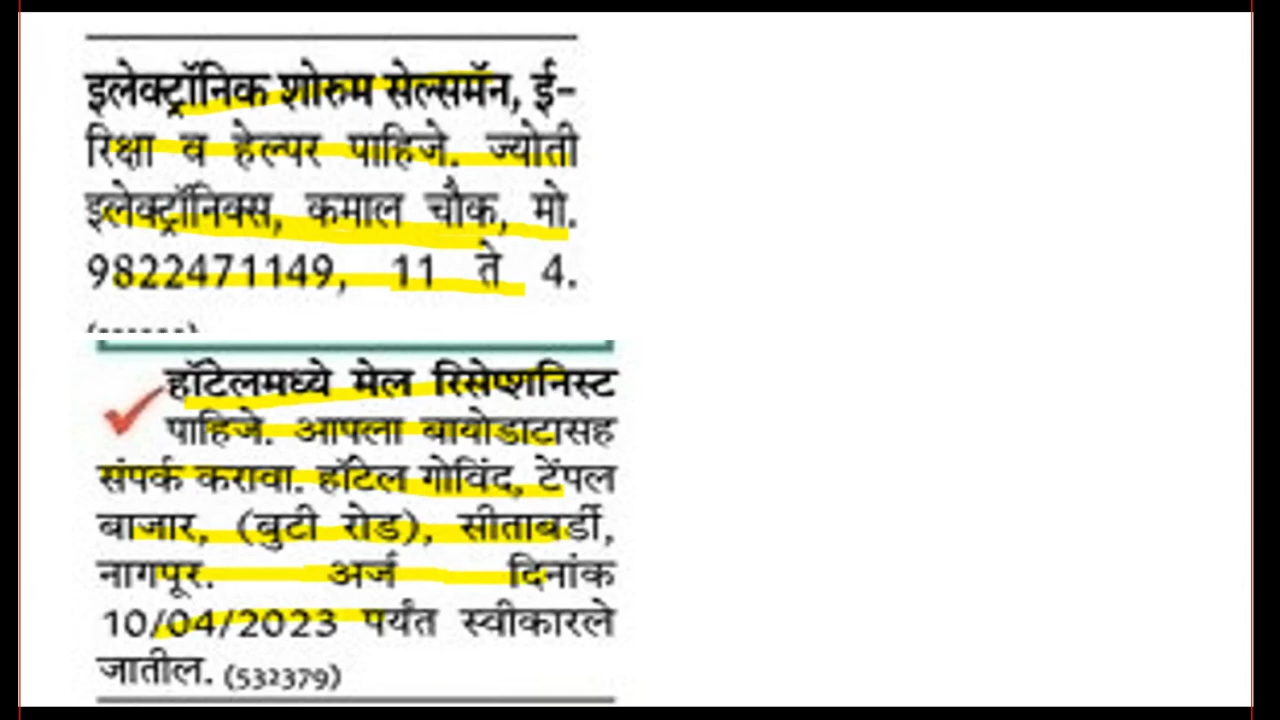 इलेक्ट्रॉनिक शोरुम सेल्समॅन, ई-
रिक्षा व हेल्पर पाहिजे. ज्योती
इलेक्ट्रॉनिक्स, कमाल चौक, मो.
9822471149, 11 ते 4.
हॉटेलमध्ये मेल रिसेप्शनिस्ट
पाहिजे. आपला बायोडाटासह
संपर्क करावा. हॉटेल गोविंद, टेंपल
बाजार, (बुटी रोड), सीताबर्डी,
नागपूर. अर्ज दिनांक
10/04/2023 पर्यंत स्वीकारले
जातील. (532379)